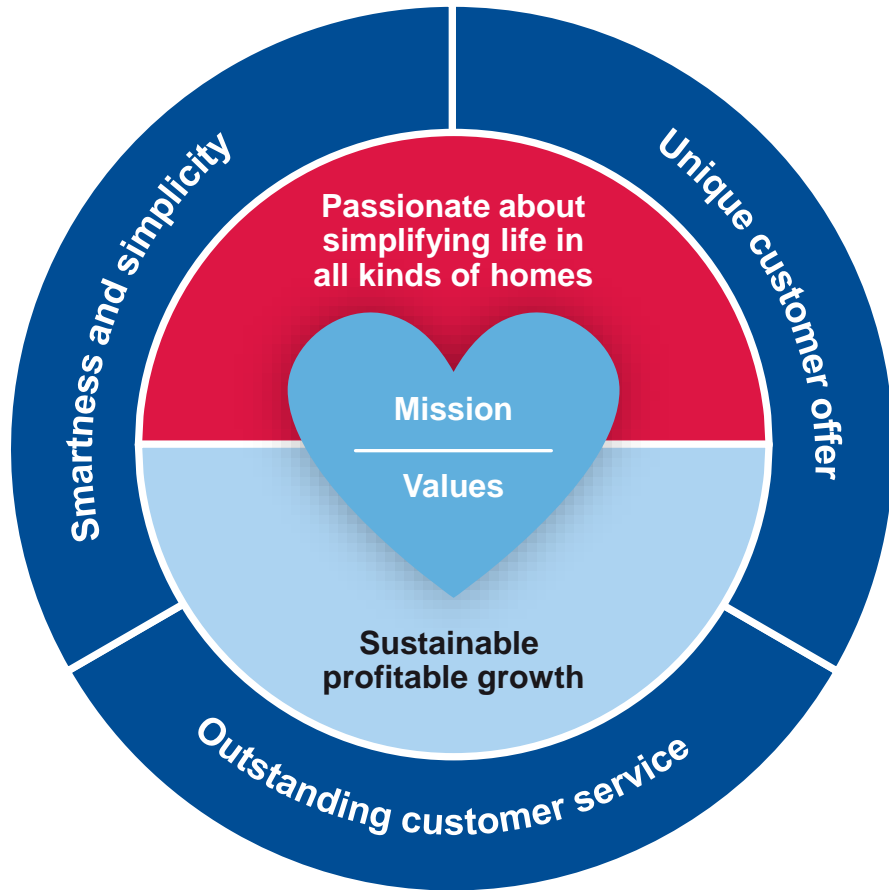 Smartness and simplicity
Unique customer offer
Passionate about
simplifying life in
all kinds of homes
Mission
Values
Sustainable
profitable growth
Outstanding customer service